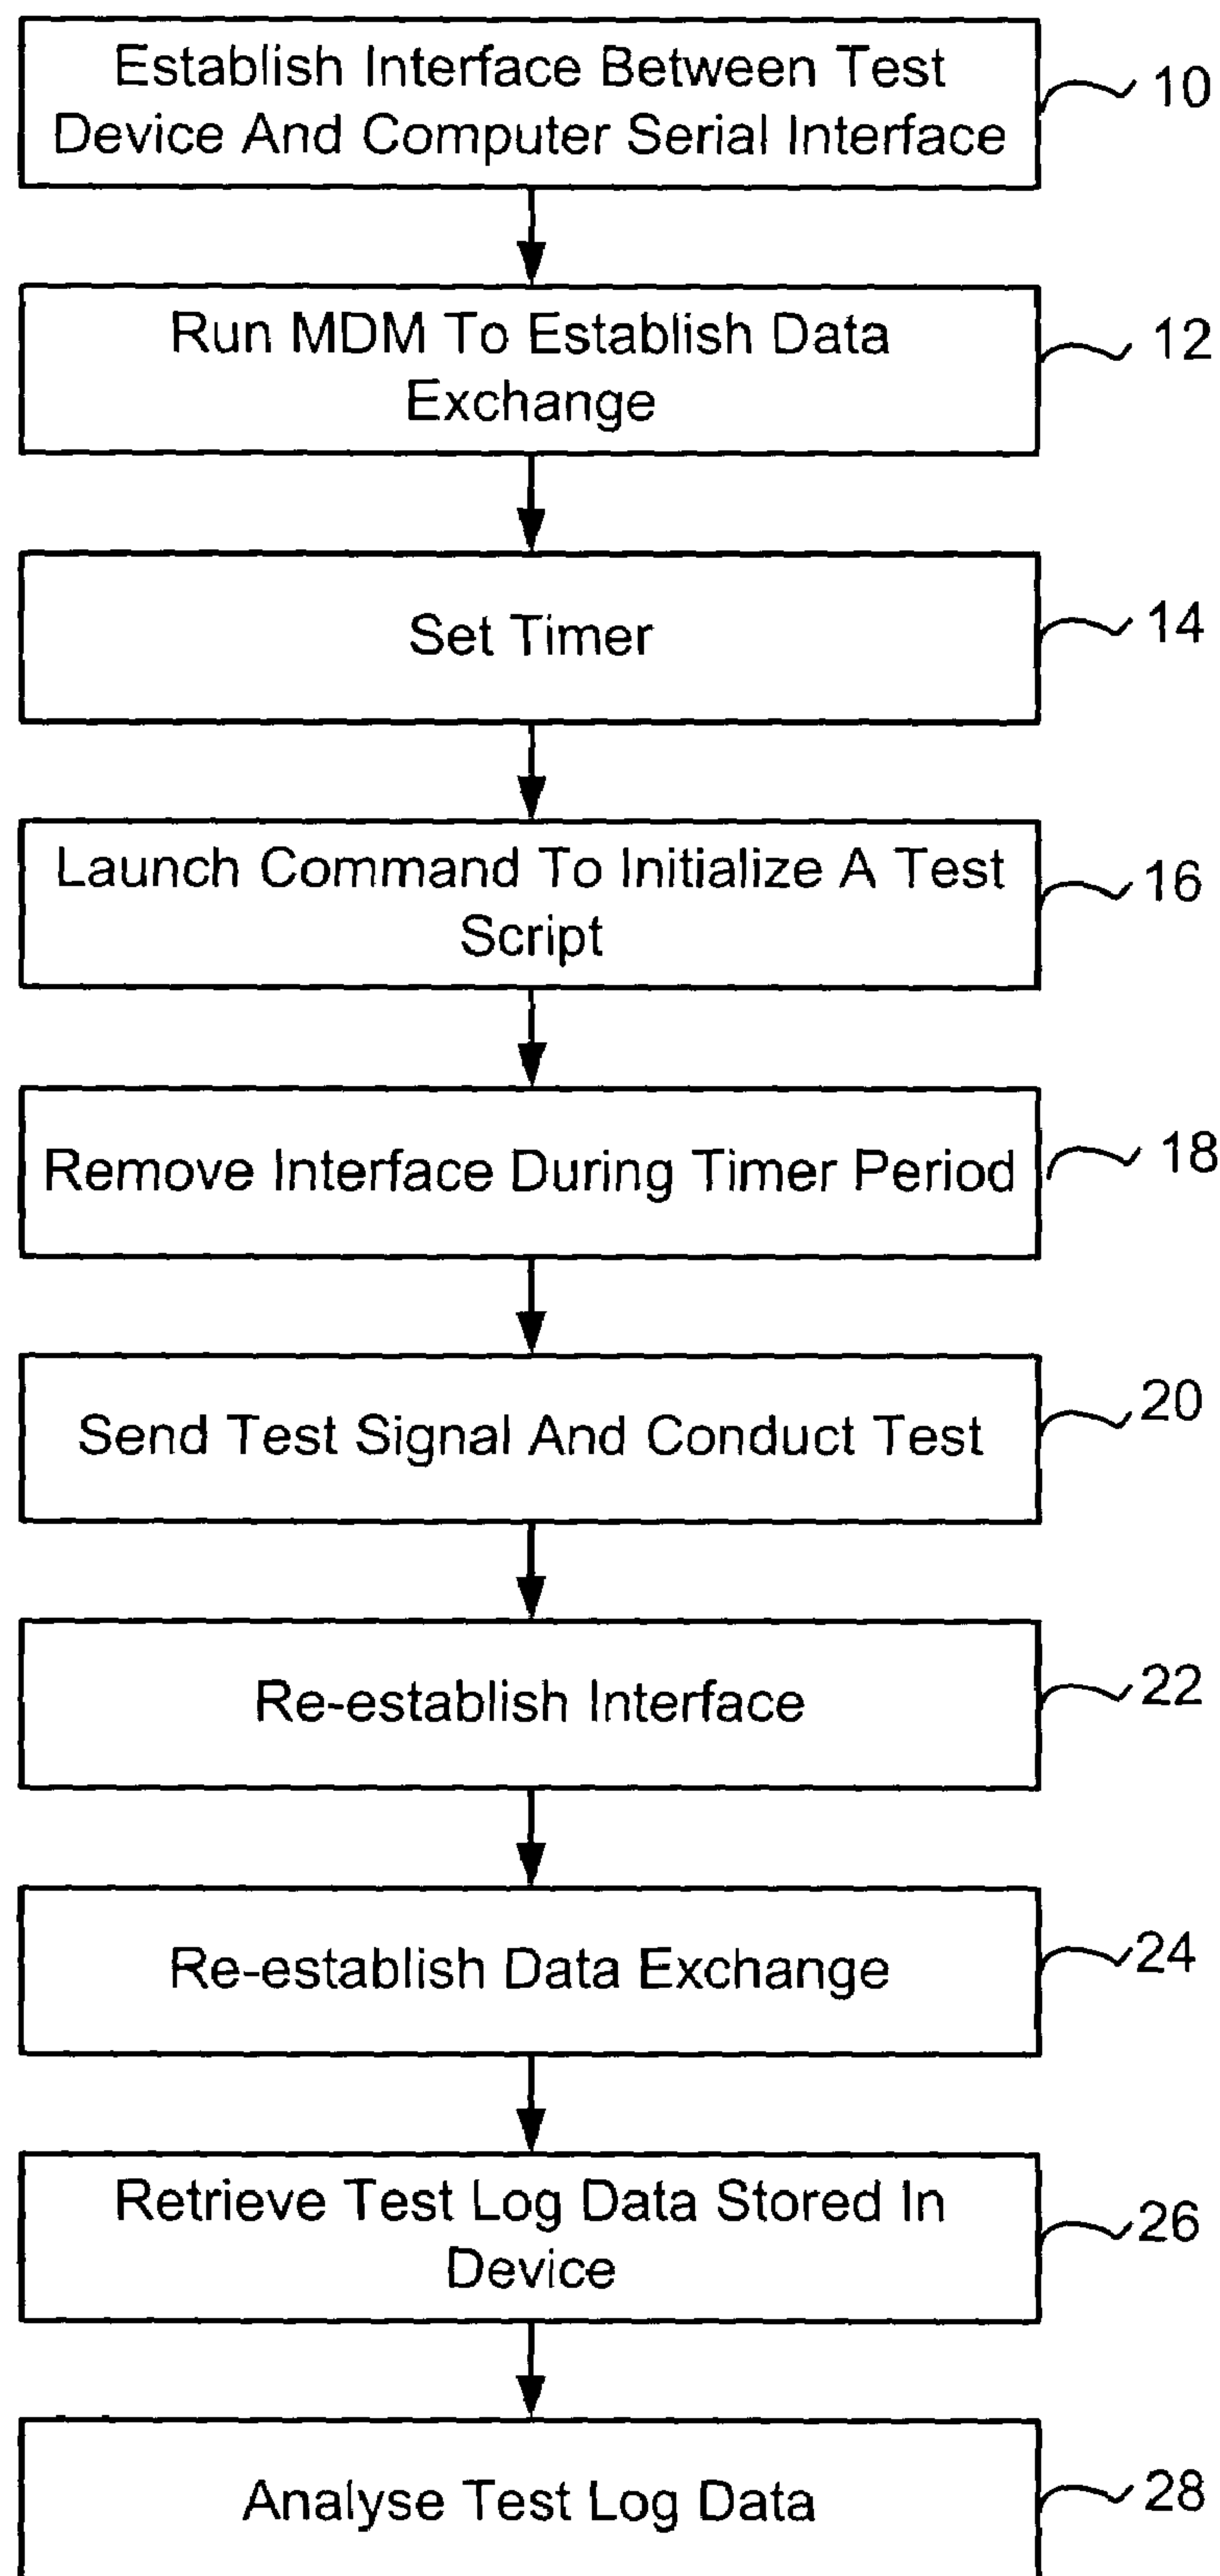 Establish Interface Between Test
Device And Computer Serial Interface
10
Run MDM To Establish Data
Exchange
12
Set Timer
14
Launch Command To Initialize A Test
Script
16
Remove Interface During Timer Period
18
Send Test Signal And Conduct Test
20
Re-establish Interface
22
Re-establish Data Exchange
24
Retrieve Test Log Data Stored In
Device
26
Analyse Test Log Data
28